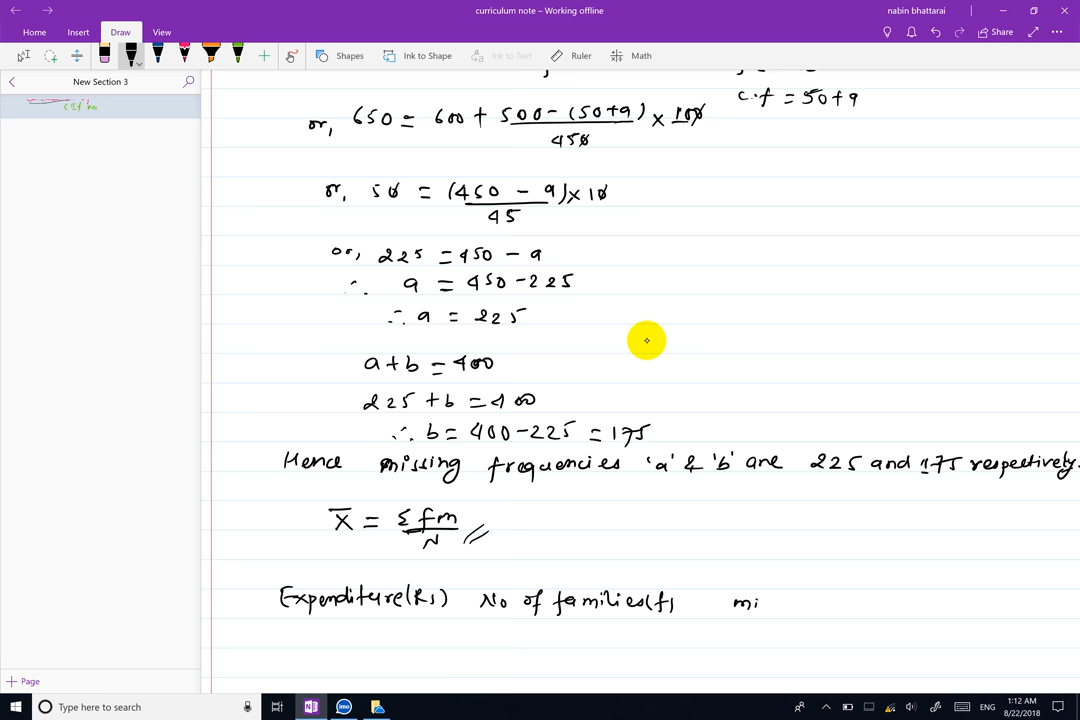 curriculum note – Working offline
nabin bhattarai
Home Insert Draw View
Share
Shapes Ink to Shape Ink to Text Ruler Math
New Section 3
c.f = 50+a
or, 650 = 600 + 500 - (50+a) / 450 × 100
or, 50 = (450 - a) × 10 / 45
or, 225 = 450 - a
∴ a = 450 - 225
∴ a = 225
a + b = 400
225 + b = 400
∴ b = 400 - 225 = 175
Hence missing frequencies 'a' & 'b' are 225 and 175 respectively.
X̄ = Σfm / N
Expenditure(Rs) No of families(f) mi
Page
Type here to search
ENG
1:12 AM
8/22/2018